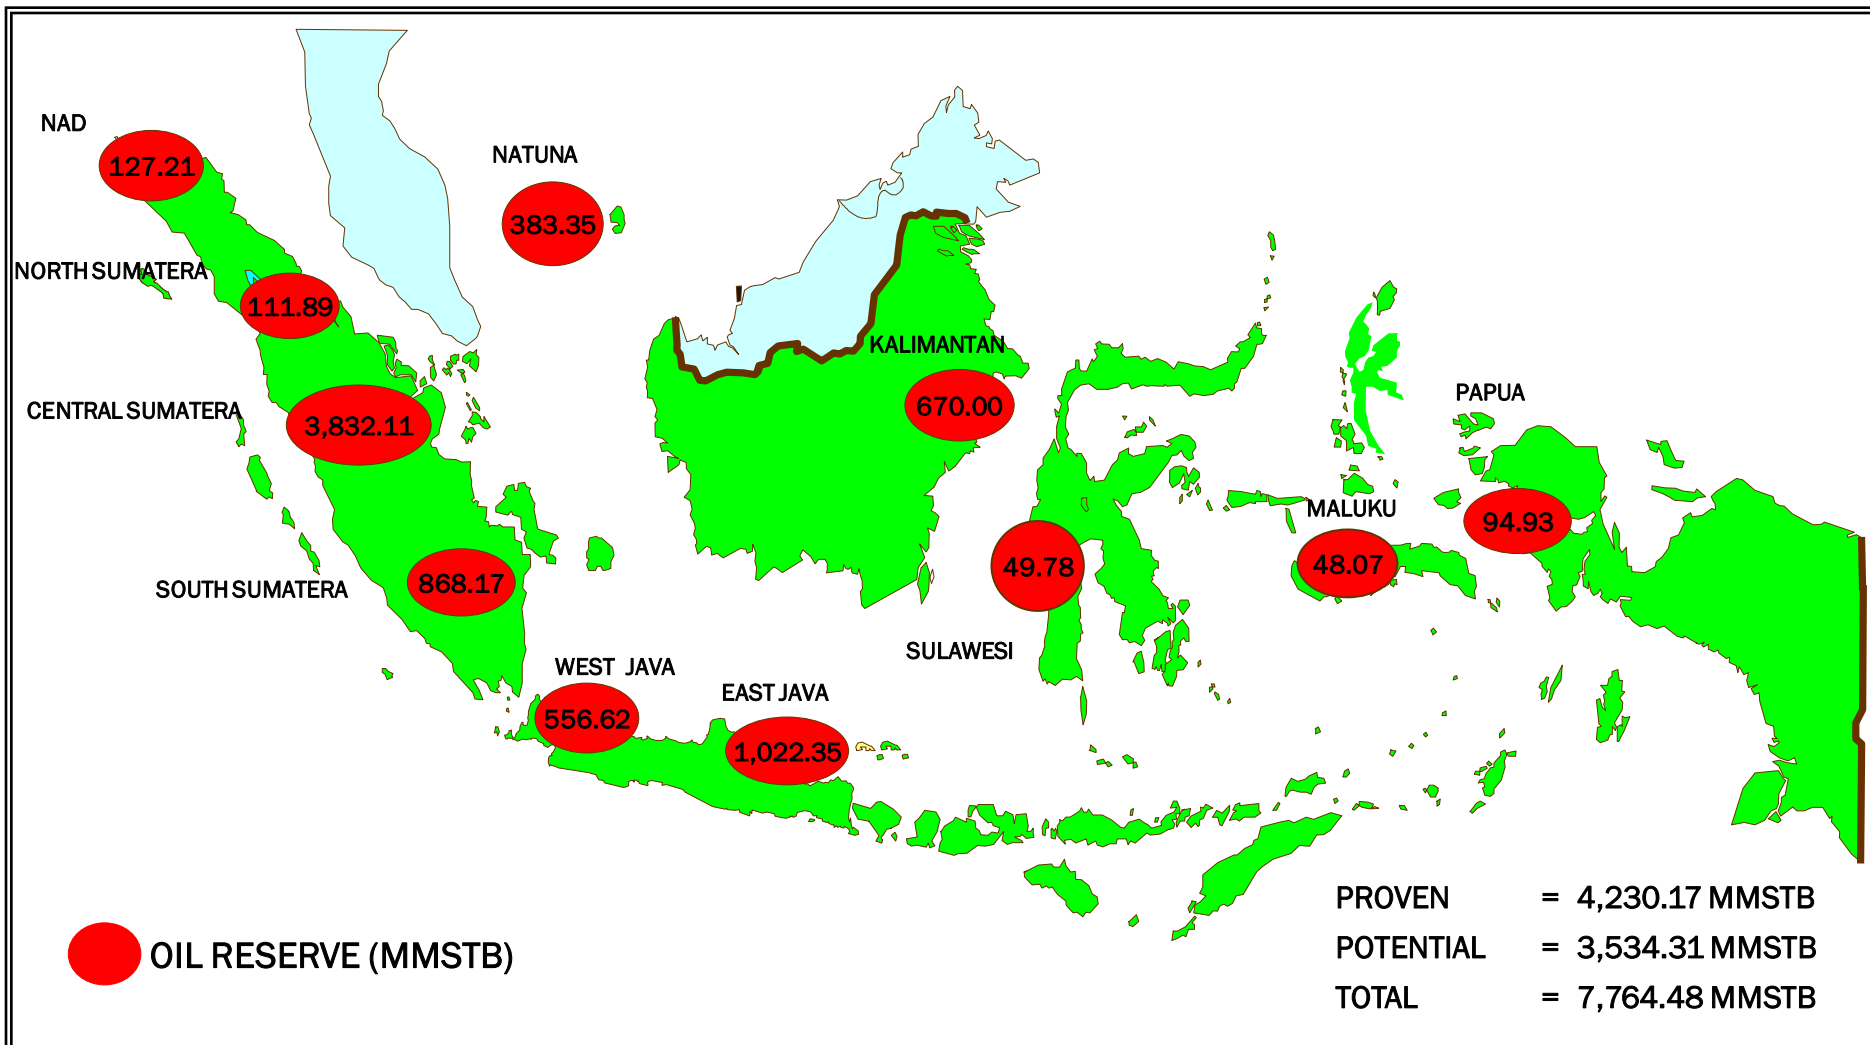 NAD
127.21
NATUNA
383.35
NORTH SUMATERA
111.89
KALIMANTAN
670.00
CENTRAL SUMATERA
3,832.11
PAPUA
94.93
MALUKU
48.07
SOUTH SUMATERA
868.17
49.78
SULAWESI
WEST JAVA
556.62
EAST JAVA
1,022.35
OIL RESERVE (MMSTB)
PROVEN = 4,230.17 MMSTB
POTENTIAL = 3,534.31 MMSTB
TOTAL = 7,764.48 MMSTB